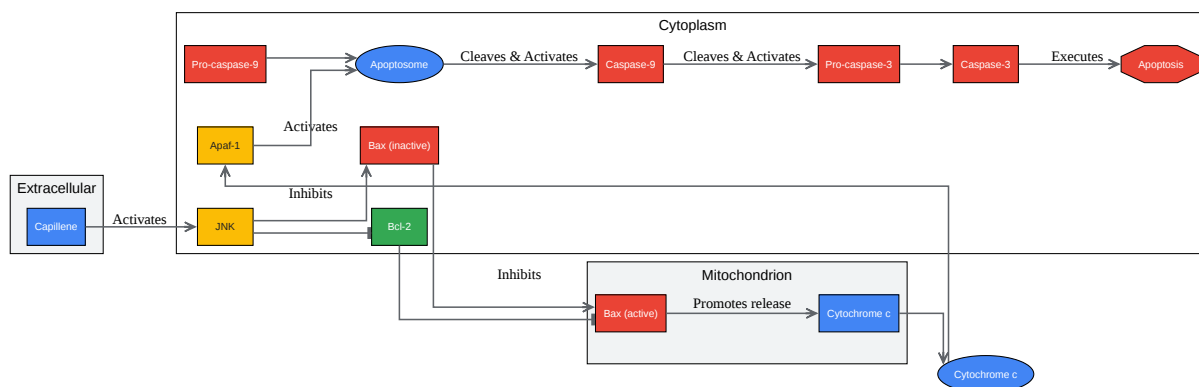 Cytoplasm
Pro-caspase-9
Apoptosome
Cleaves & Activates
Caspase-9
Cleaves & Activates
Pro-caspase-3
Caspase-3
Executes
Apoptosis
Activates
Apaf-1
Bax (inactive)
Extracellular
Inhibits
Capillene
Activates
JNK
Bcl-2
Inhibits
Mitochondrion
Bax (active)
Promotes release
Cytochrome c
Cytochrome c